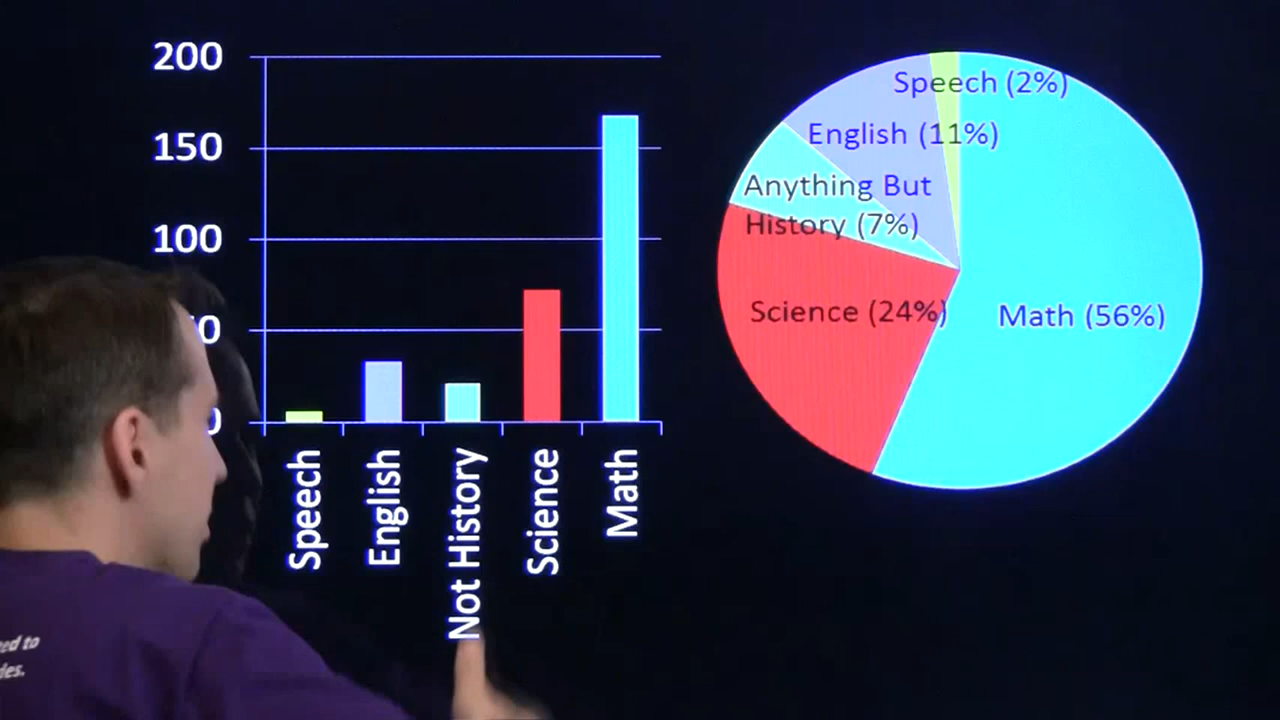 200
150
100
0
0
Speech
English
Not History
Science
Math
Speech (2%)
English (11%)
Anything But
History (7%)
Science (24%)
Math (56%)
to